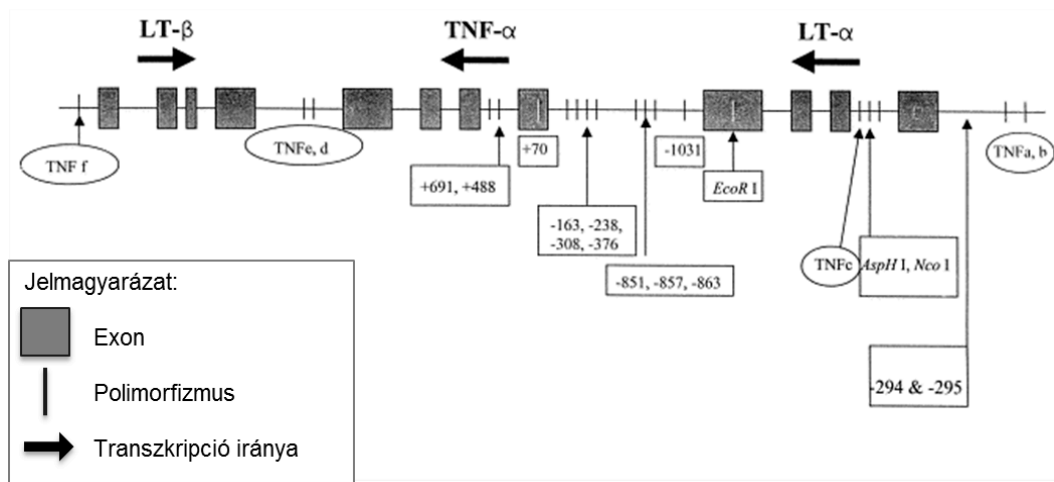 LT-β
TNF-α
LT-α
TNF f
TNFe, d
+691, +488
+70
-163, -238,
-308, -376
-851, -857, -863
-1031
EcoR I
TNFc
AspH I, Nco I
-294 & -295
TNFa, b
Jelmagyarázat:
Exon
Polimorfizmus
Transzkripció iránya